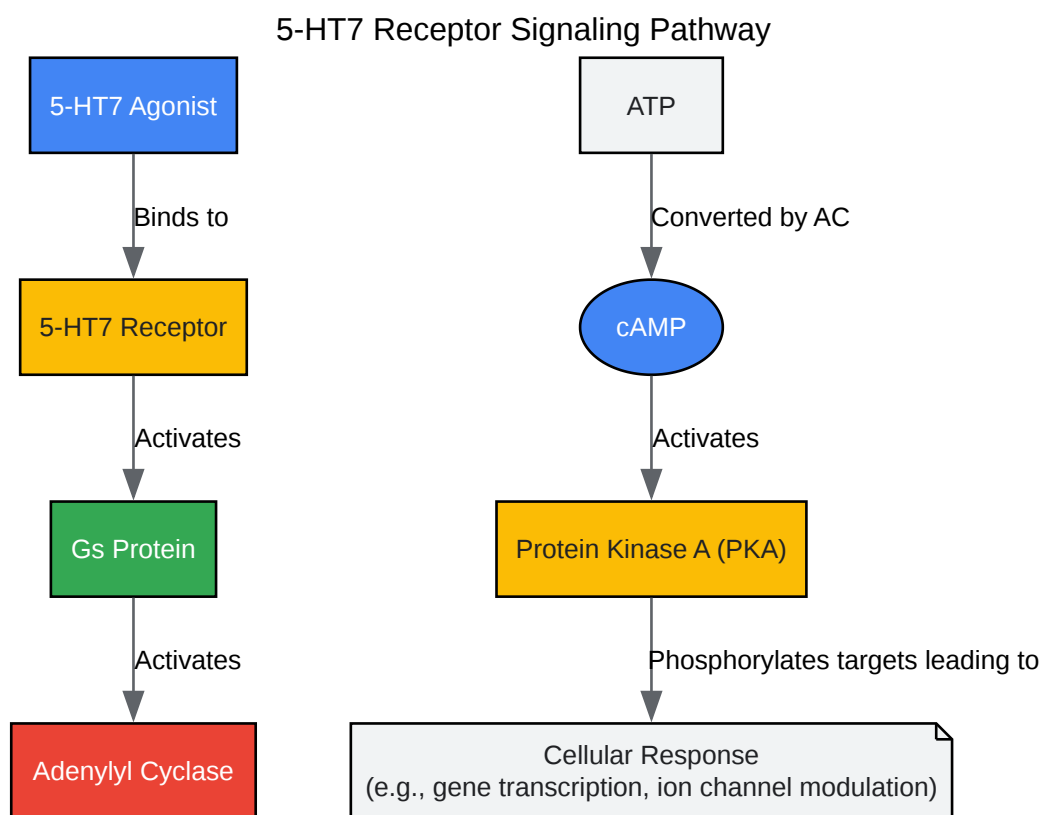 5-HT7 Receptor Signaling Pathway
5-HT7 Agonist
Binds to
5-HT7 Receptor
Activates
Gs Protein
Activates
Adenylyl Cyclase
ATP
Converted by AC
cAMP
Activates
Protein Kinase A (PKA)
Phosphorylates targets leading to
Cellular Response
(e.g., gene transcription, ion channel modulation)